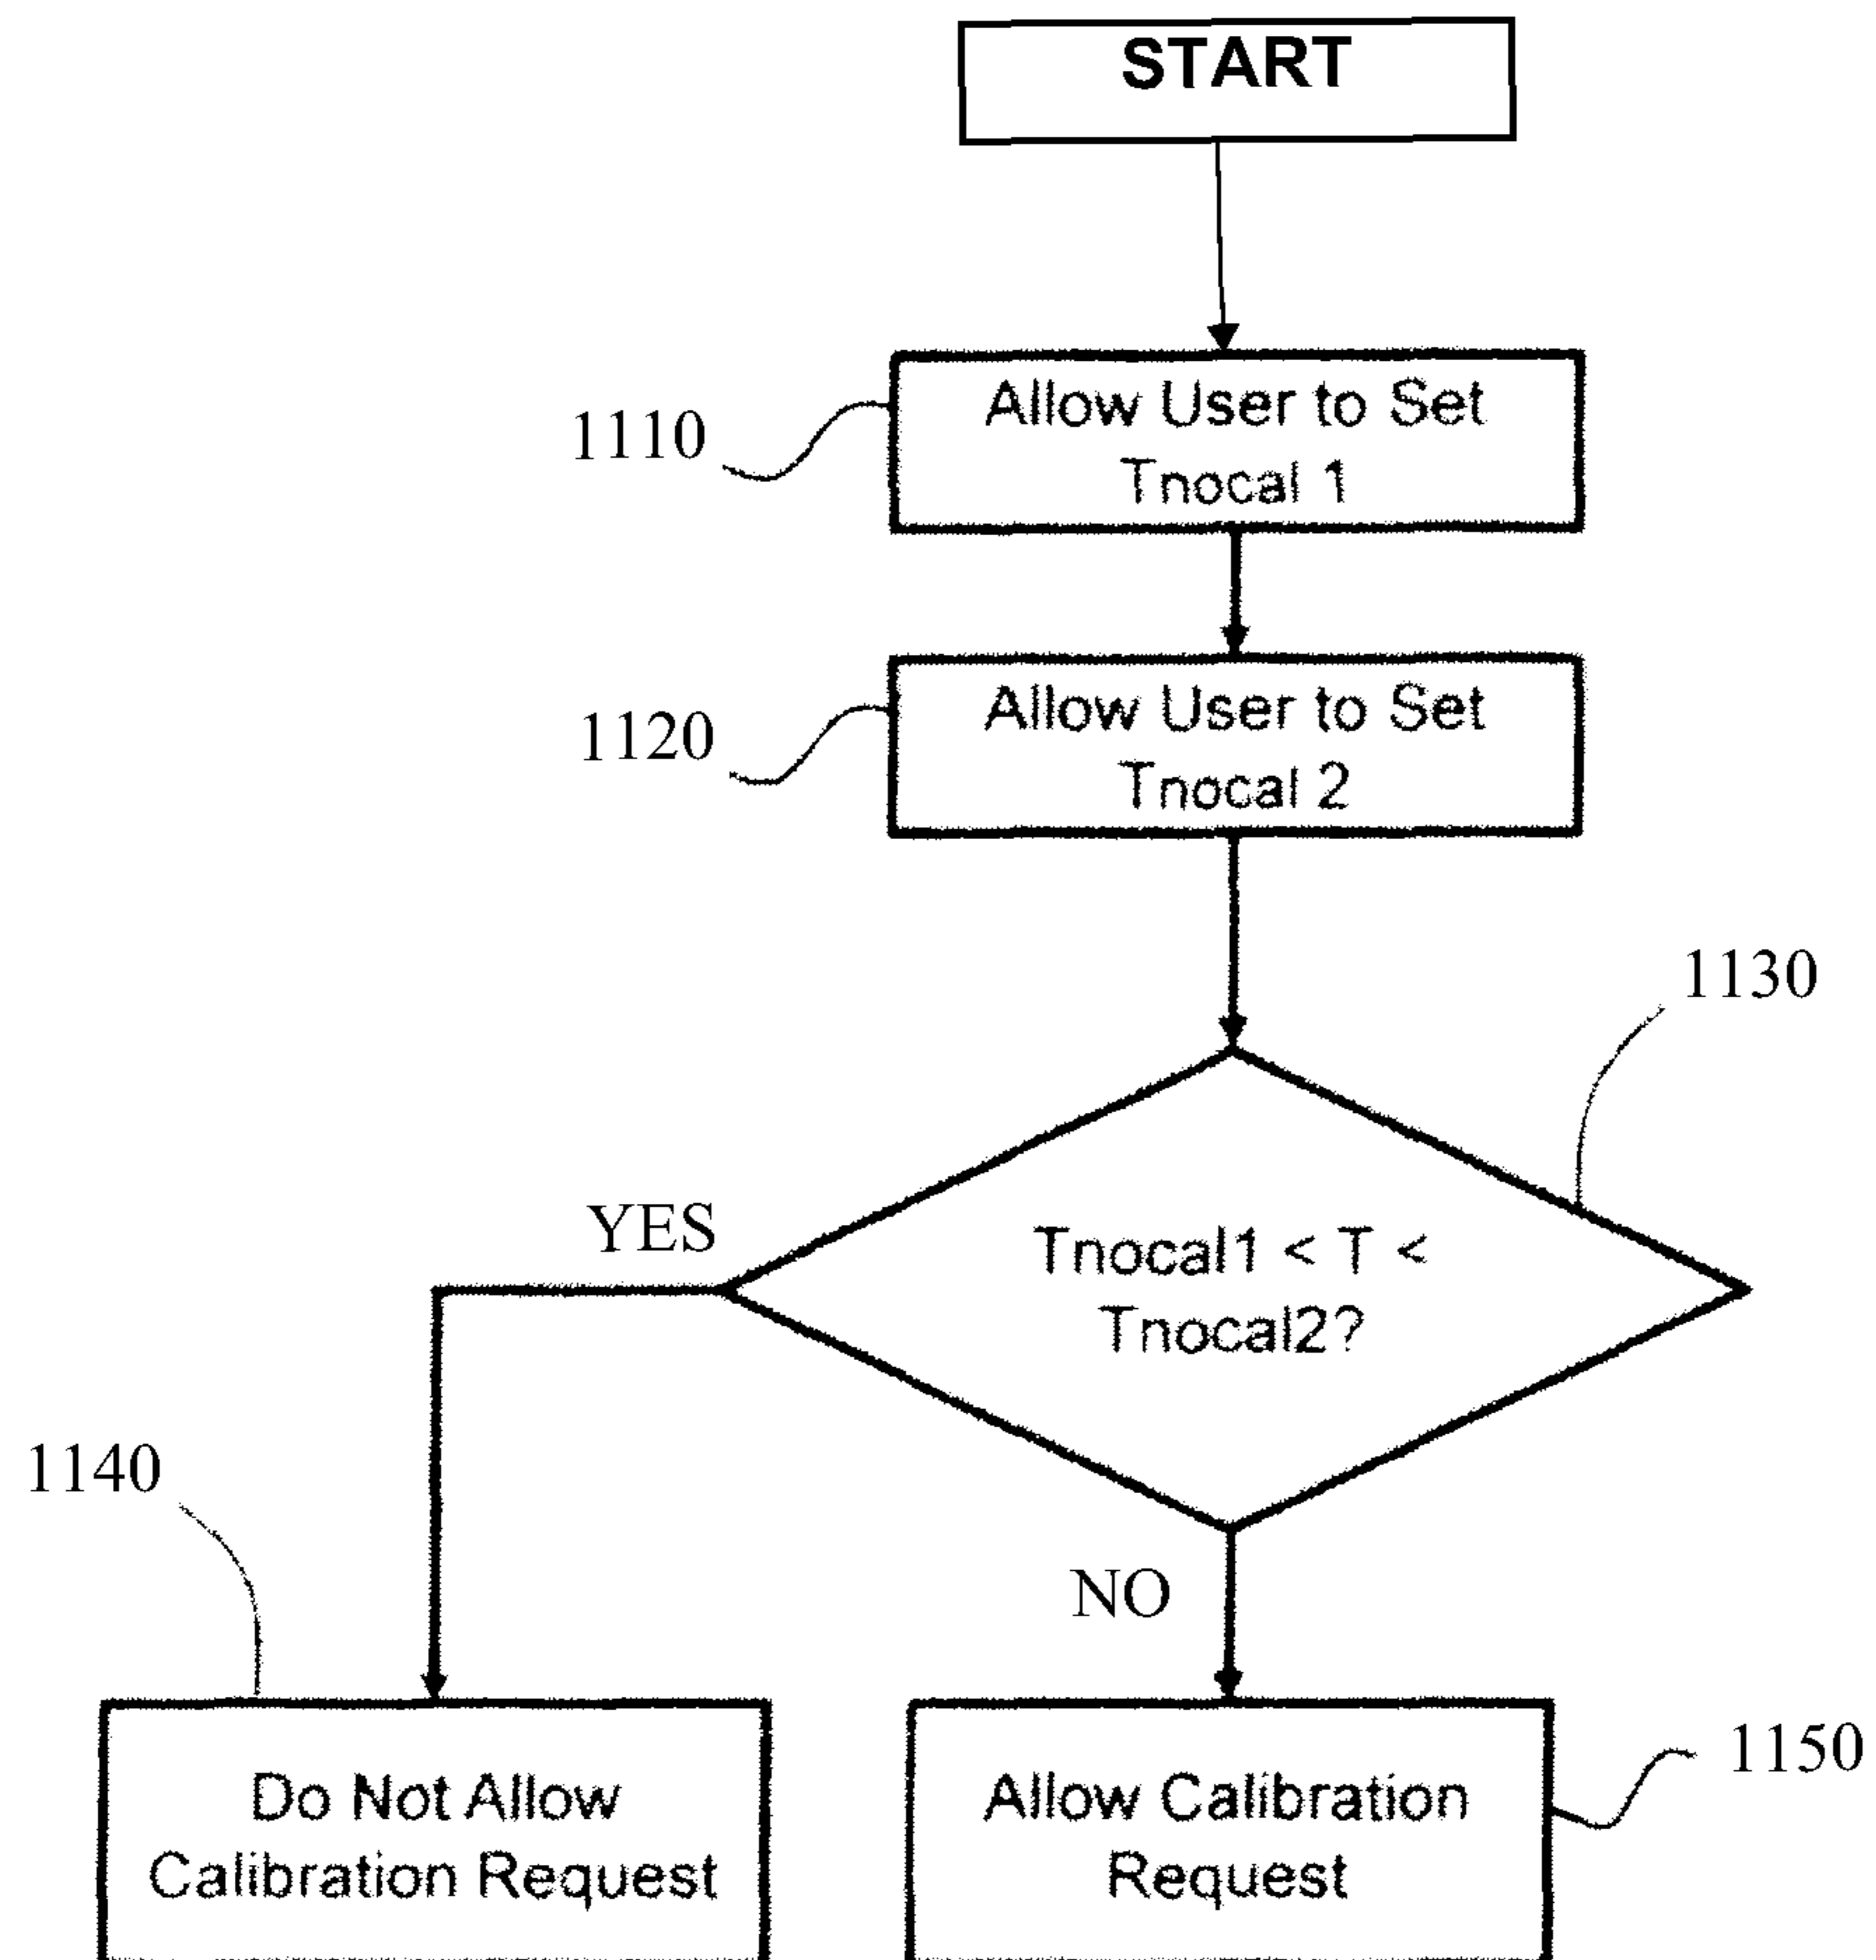 START
1110
Allow User to Set
Tnocal 1
1120
Allow User to Set
Tnocal 2
1130
YES
Tnocal1 < T <
Tnocal2?
1140
NO
Do Not Allow
Calibration Request
Allow Calibration
Request
1150